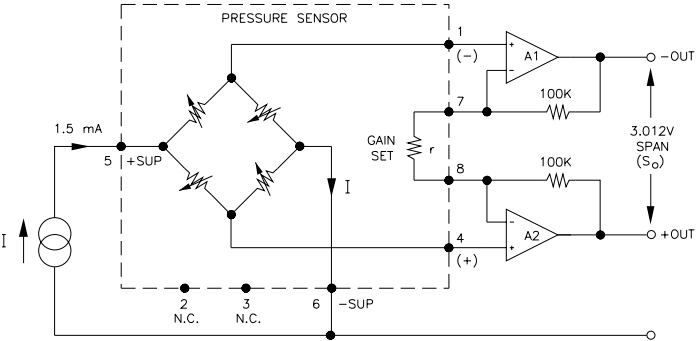 PRESSURE SENSOR
1
(-)
+
A1
-
-OUT
1.5 mA
5
+SUP
7
100K
GAIN
SET
r
3.012V
SPAN
(So)
8
100K
I
I
-
A2
+
+OUT
4
(+)
2
N.C.
3
N.C.
6
-SUP